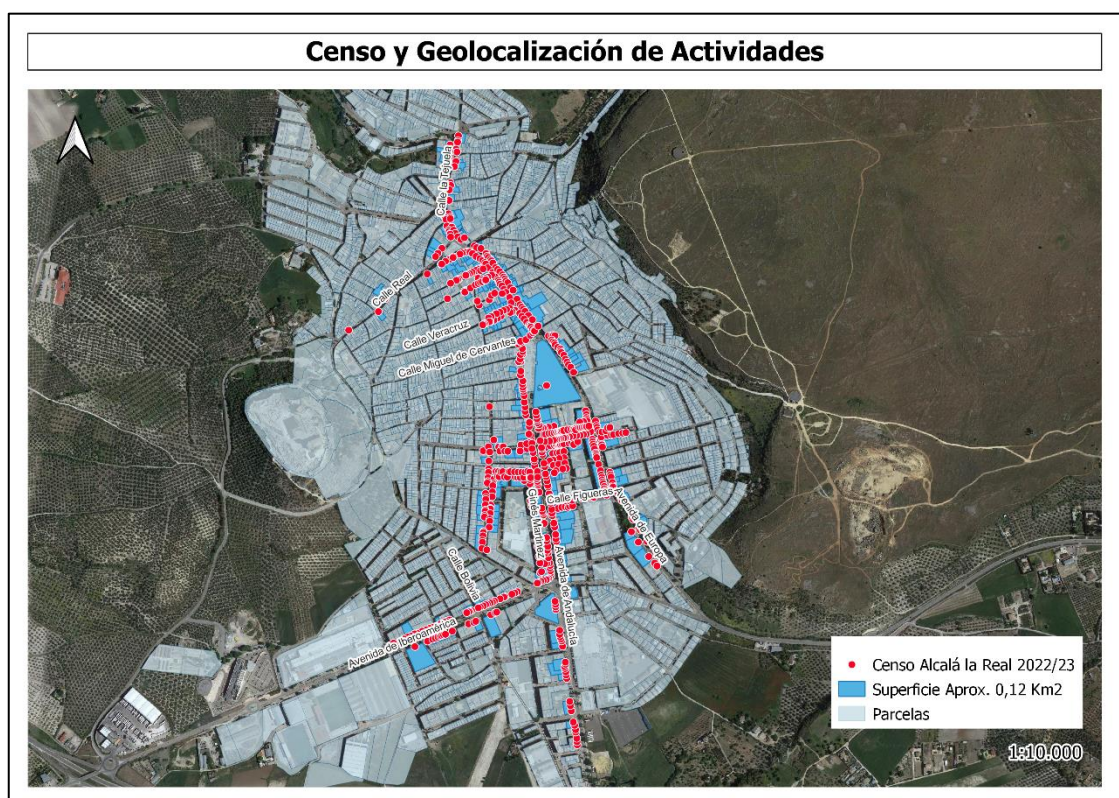 Censo y Geolocalización de Actividades
Calle la Tejuela
Calle Real
Calle Veracruz
Calle Miguel de Cervantes
Calle Figueras
Avenida de Europa
Ginés Martínez
Avenida de Andalucía
Calle Bolivia
Avenida de Iberoamérica
Censo Alcalá la Real 2022/23
Superficie Aprox. 0,12 Km2
Parcelas
1:10.000